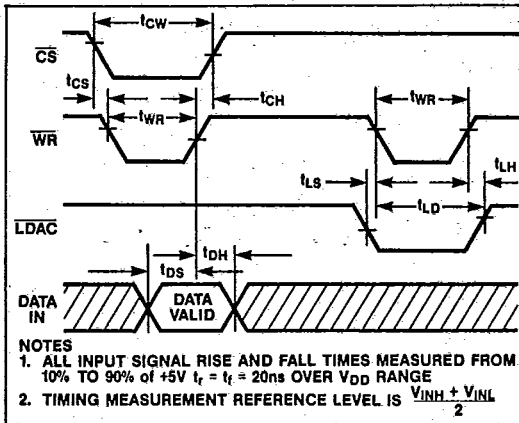 tCW
CS
tCS
tCH
tWR
tWR
WR
tLS
tLH
tLD
LDAC
tDH
tDS
DATA
IN
DATA
VALID
NOTES
1. ALL INPUT SIGNAL RISE AND FALL TIMES MEASURED FROM
10% TO 90% of +5V tr = tf = 20ns OVER VDD RANGE
2. TIMING MEASUREMENT REFERENCE LEVEL IS VINH + VINL
2